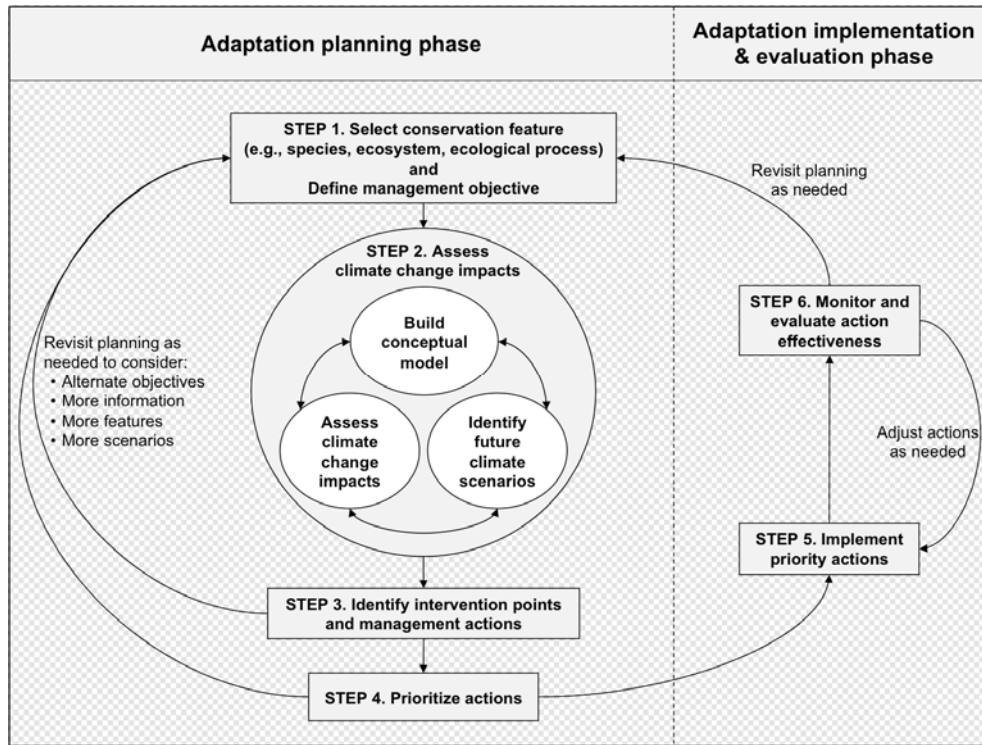 Adaptation planning phase
Adaptation implementation
& evaluation phase
STEP 1. Select conservation feature
(e.g., species, ecosystem, ecological process)
and
Define management objective
STEP 2. Assess
climate change impacts
Build
conceptual
model
Assess
climate
change
impacts
Identify
future
climate
scenarios
Revisit planning as
needed to consider:
• Alternate objectives
• More information
• More features
• More scenarios
STEP 3. Identify intervention points
and management actions
STEP 4. Prioritize actions
Revisit planning
as needed
STEP 6. Monitor and
evaluate action
effectiveness
Adjust actions
as needed
STEP 5. Implement
priority actions